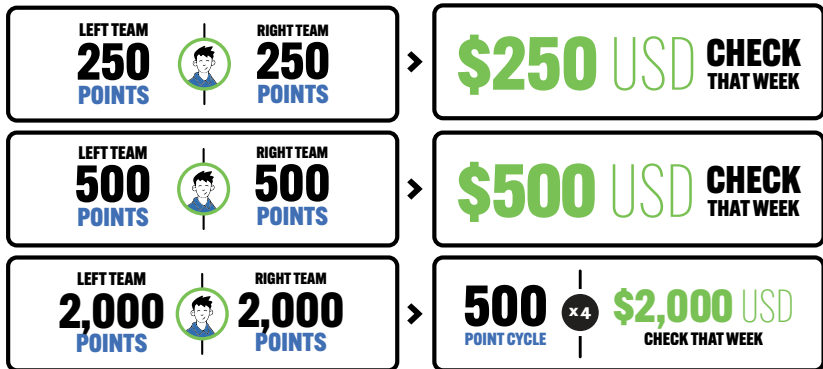 LEFT TEAM
250
POINTS
RIGHT TEAM
250
POINTS
>
$250 USD CHECK
THAT WEEK
LEFT TEAM
500
POINTS
RIGHT TEAM
500
POINTS
>
$500 USD CHECK
THAT WEEK
LEFT TEAM
2,000
POINTS
RIGHT TEAM
2,000
POINTS
>
500
POINT CYCLE
x4
$2,000 USD
CHECK THAT WEEK